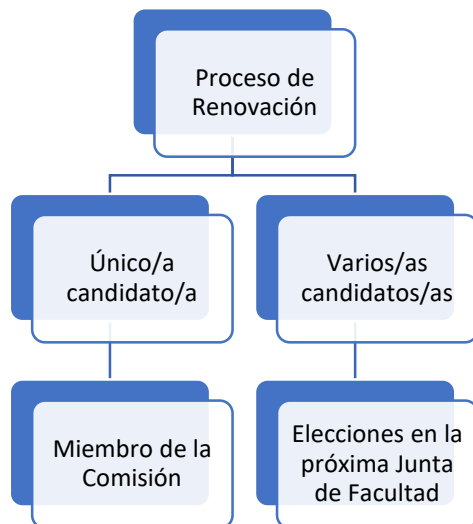 Proceso de
Renovación
Único/a
candidato/a
Varios/as
candidatos/as
Miembro de la
Comisión
Elecciones en la
próxima Junta
de Facultad